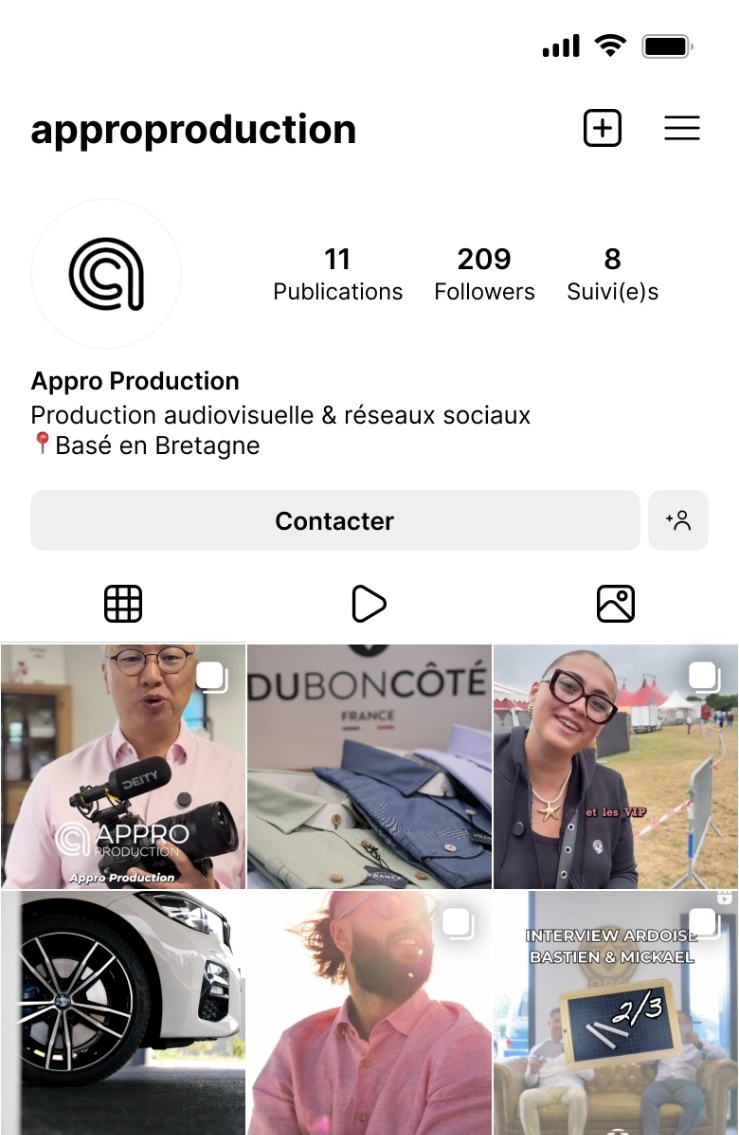 approproduction
11
Publications
209
Followers
8
Suivi(e)s
Appro Production
Production audiovisuelle & réseaux sociaux
📍Basé en Bretagne
Contacter
DEITY
APPRO
PRODUCTION
Appro Production
DUBONCÔTÉ
FRANCE
et les VIP
INTERVIEW ARDOISE
BASTIEN & MICKAEL
2/3